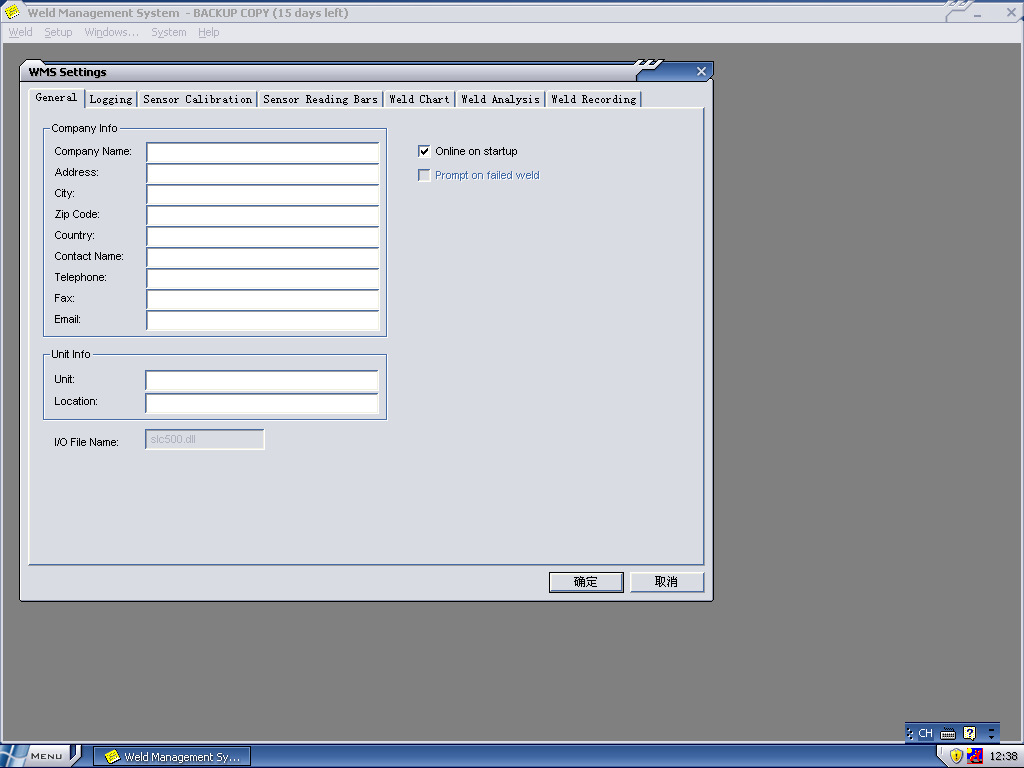 Weld Management System - BACKUP COPY (15 days left)
Weld Setup Windows... System Help
WMS Settings
General Logging Sensor Calibration Sensor Reading Bars Weld Chart Weld Analysis Weld Recording
Company Info
Company Name:
Online on startup
Address:
Prompt on failed weld
City:
Zip Code:
Country:
Contact Name:
Telephone:
Fax:
Email:
Unit Info
Unit:
Location:
I/O File Name: slc500.dll
确定 取消
CH
MENU Weld Management Sy... 12:38